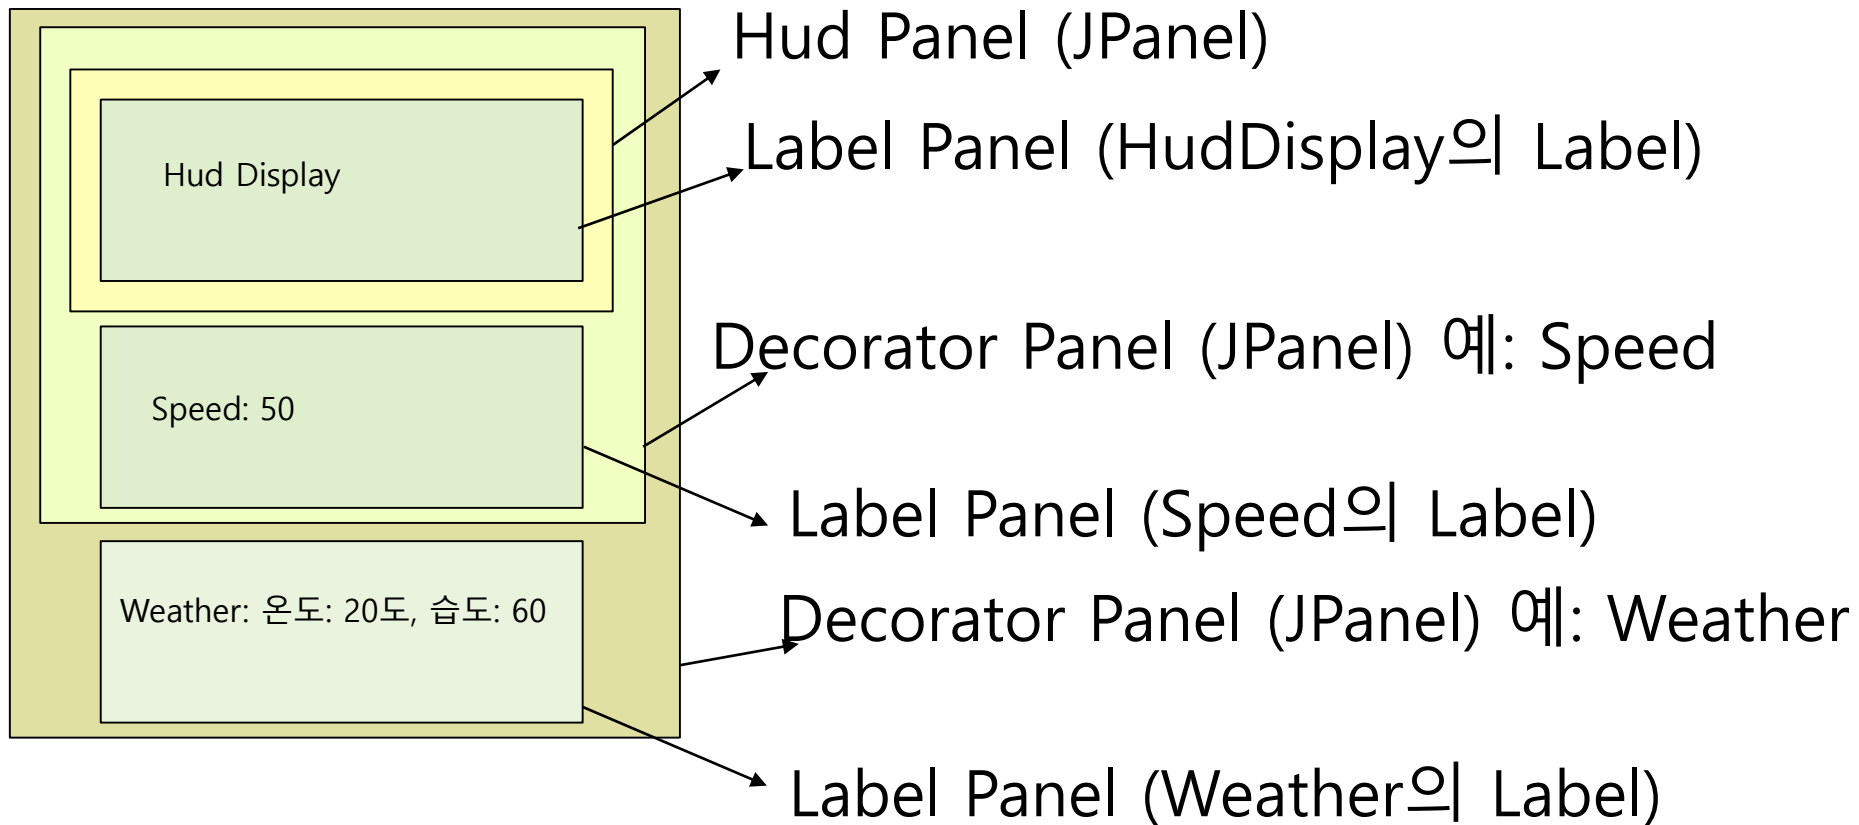 Hud Panel (JPanel)
Label Panel (HudDisplay의 Label)
Hud Display
Decorator Panel (JPanel) 예: Speed
Speed: 50
Label Panel (Speed의 Label)
Weather: 온도: 20도, 습도: 60
Decorator Panel (JPanel) 예: Weather
Label Panel (Weather의 Label)